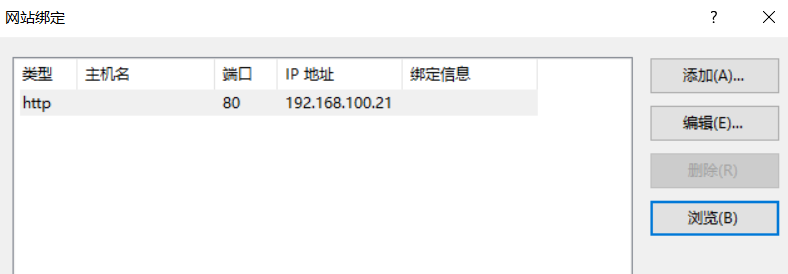 网站绑定
? ×
类型 主机名 端口 IP 地址 绑定信息
http 80 192.168.100.21
添加(A)...
编辑(E)...
删除(R)
浏览(B)